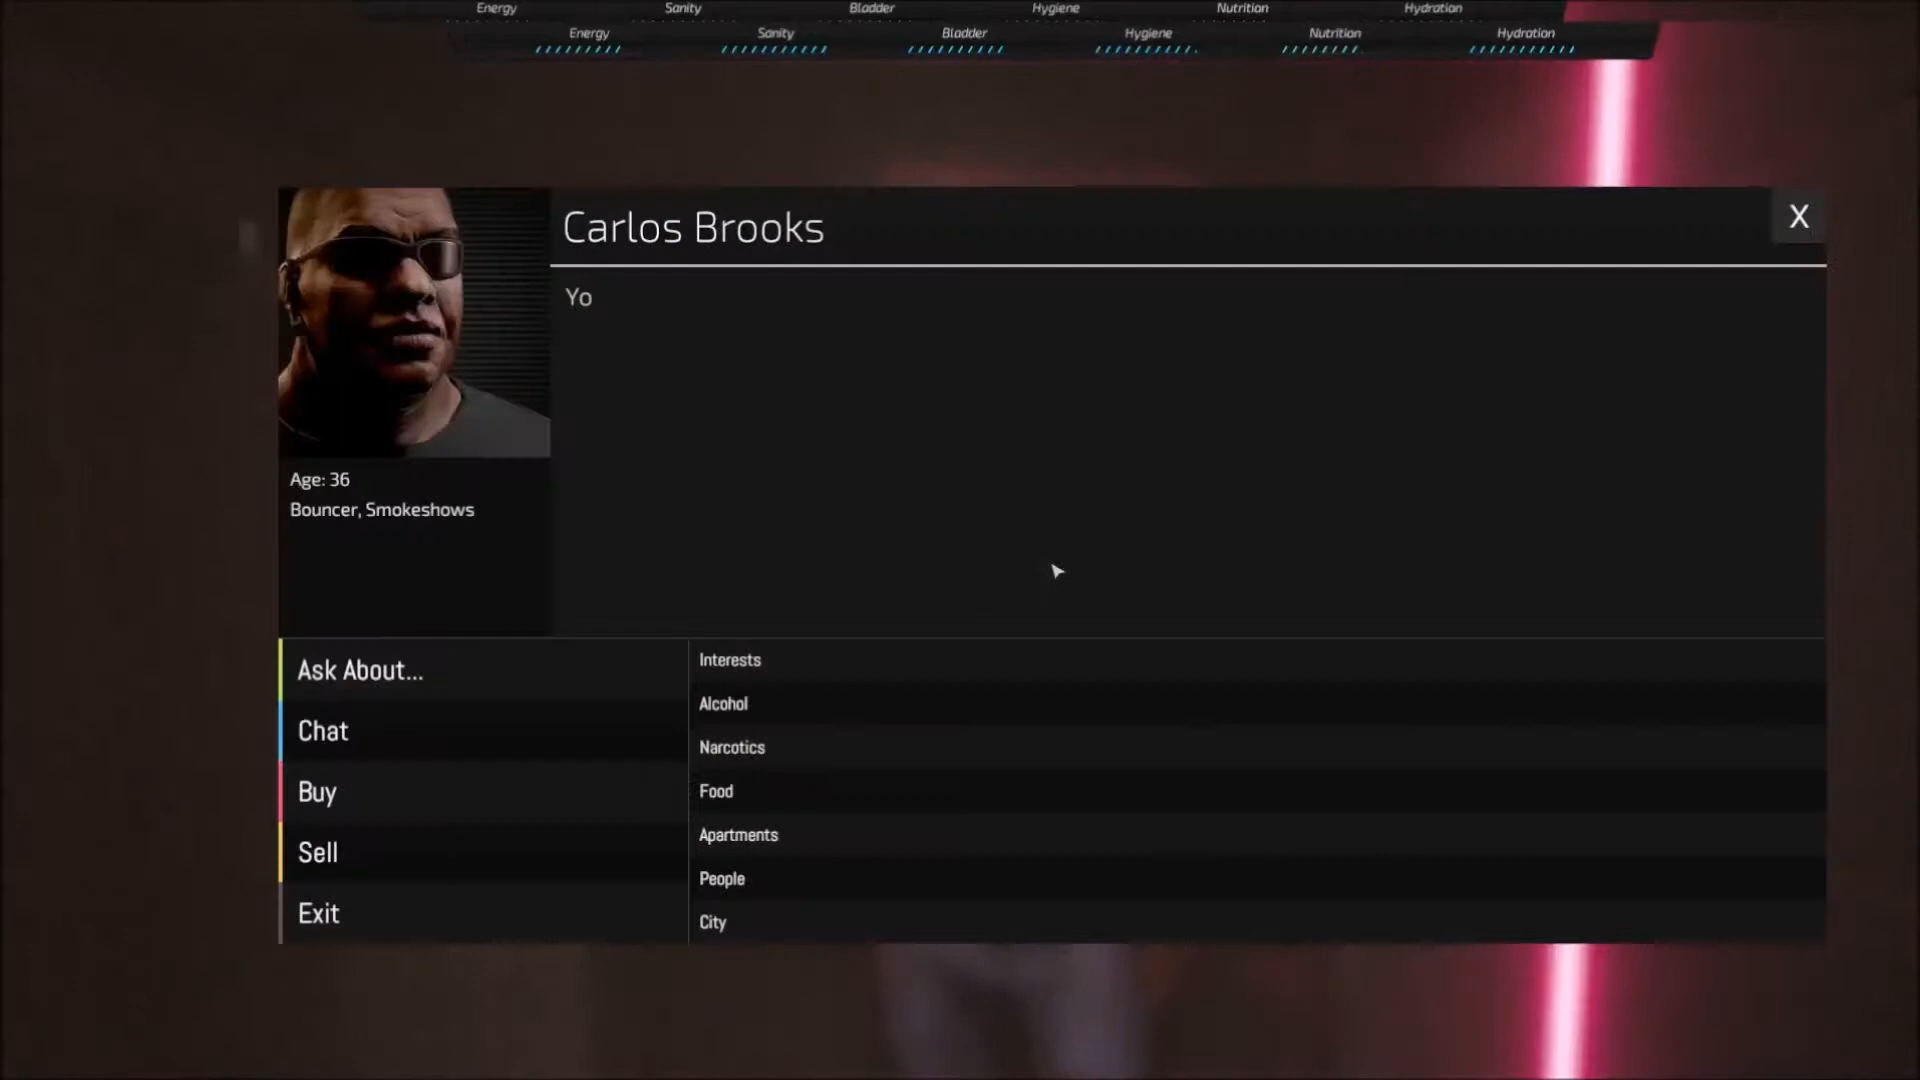 Energy Sanity Bladder Hygiene Nutrition Hydration
Energy Sanity Bladder Hygiene Nutrition Hydration
Carlos Brooks
X
Yo
Age: 36
Bouncer, Smokeshows
Ask About...
Chat
Buy
Sell
Exit
Interests
Alcohol
Narcotics
Food
Apartments
People
City